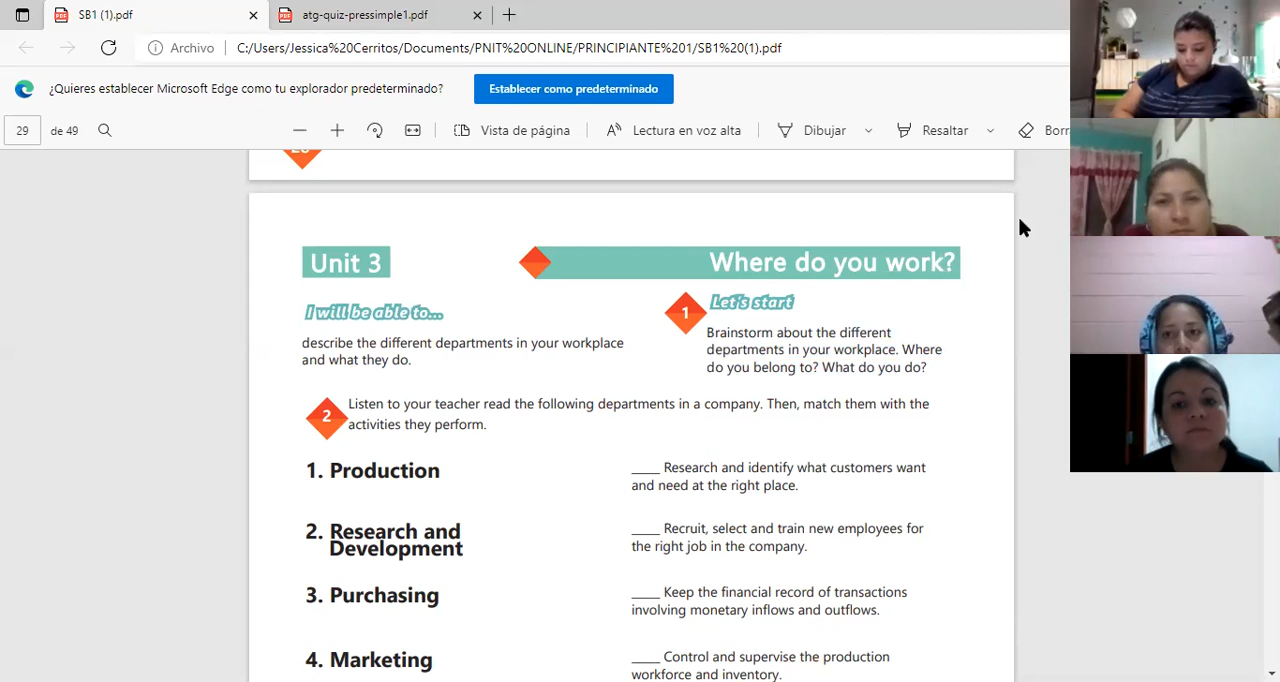 SB1 (1).pdf
atg-quiz-pressimple1.pdf
Archivo C:/Users/Jessica%20Cerritos/Documents/PNIT%20ONLINE/PRINCIPIANTE%201/SB1%20(1).pdf
¿Quieres establecer Microsoft Edge como tu explorador predeterminado? Establecer como predeterminado
29 de 49 Vista de página Lectura en voz alta Dibujar Resaltar Borr
Unit 3 Where do you work?
I will be able to...
describe the different departments in your workplace
and what they do.
1 Let's start
Brainstorm about the different
departments in your workplace. Where
do you belong to? What do you do?
2 Listen to your teacher read the following departments in a company. Then, match them with the
activities they perform.
1. Production
____ Research and identify what customers want
and need at the right place.
2. Research and
Development
____ Recruit, select and train new employees for
the right job in the company.
3. Purchasing
____ Keep the financial record of transactions
involving monetary inflows and outflows.
4. Marketing
____ Control and supervise the production
workforce and inventory.